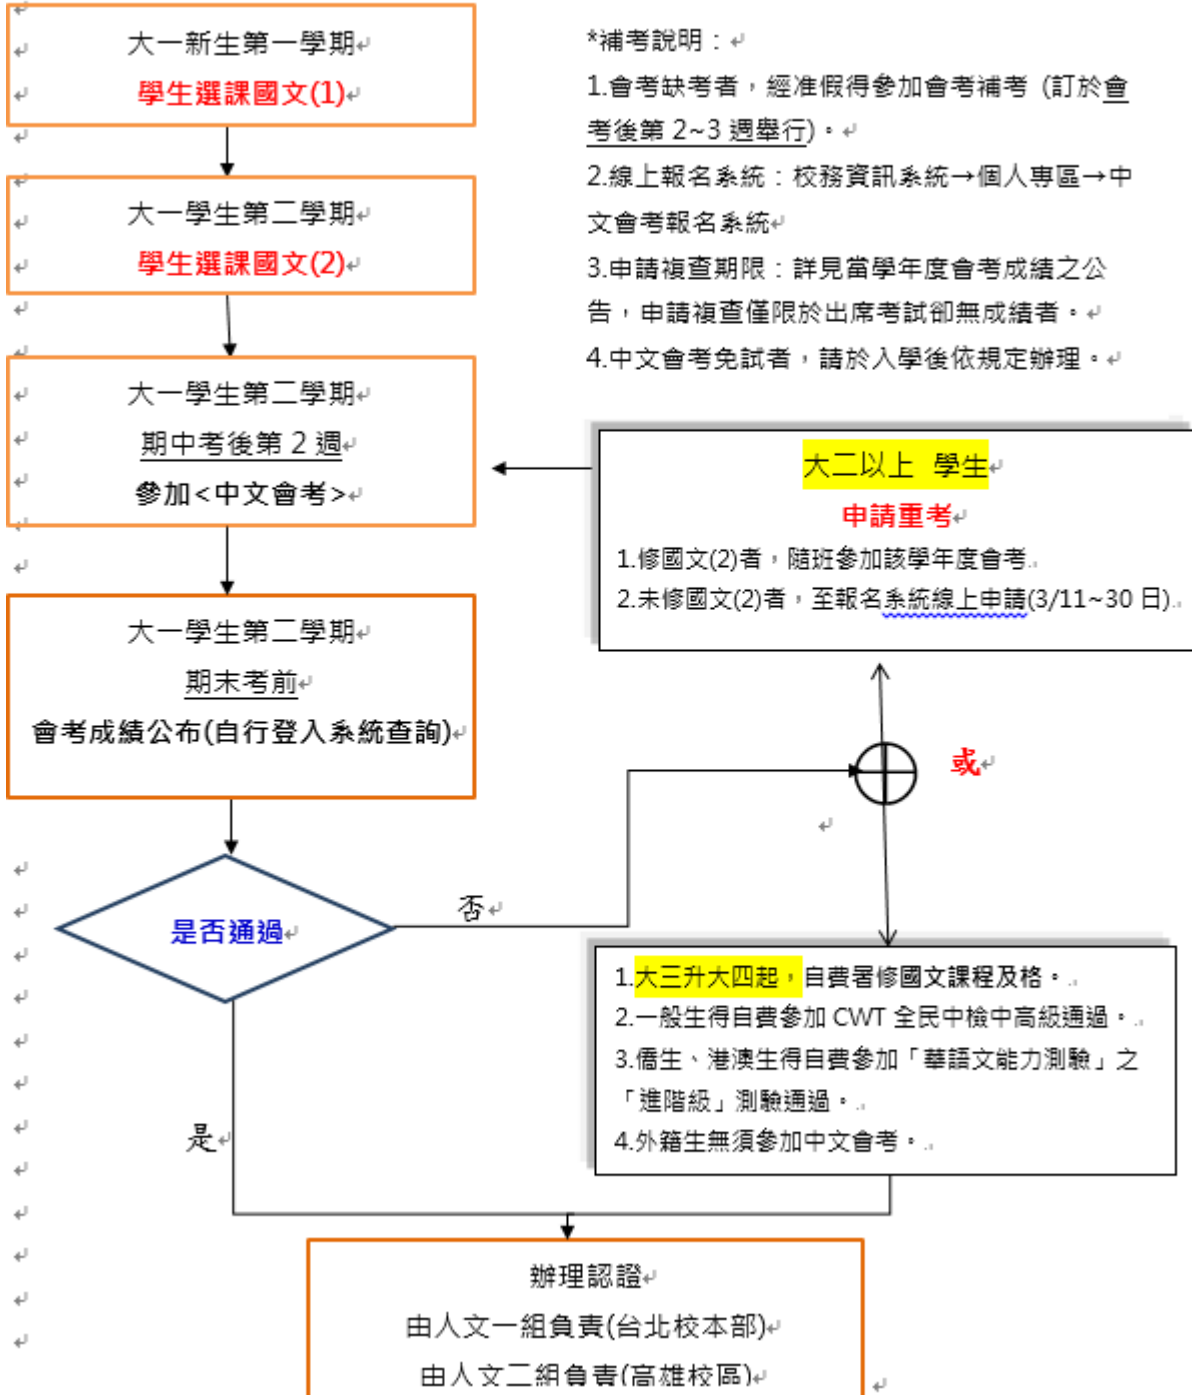 大一新生第一學期
學生選課國文(1)
大一學生第二學期
學生選課國文(2)
大一學生第二學期
期中考後第 2 週
參加<中文會考>
大一學生第二學期
期末考前
會考成績公布(自行登入系統查詢)
是否通過
否
是
*補考說明：
1.會考缺考者，經准假得參加會考補考 (訂於會
考後第 2~3 週舉行)。
2.線上報名系統：校務資訊系統→個人專區→中
文會考報名系統
3.申請複查期限：詳見當學年度會考成績之公
告，申請複查僅限於出席考試卻無成績者。
4.中文會考免試者，請於入學後依規定辦理。
大二以上 學生
申請重考
1.修國文(2)者，隨班參加該學年度會考.
2.未修國文(2)者，至報名系統線上申請(3/11~30 日).
或
1.大三升大四起，自費署修國文課程及格。
2.一般生得自費參加 CWT 全民中檢中高級通過。
3.僑生、港澳生得自費參加「華語文能力測驗」之
「進階級」測驗通過。
4.外籍生無須參加中文會考。
辦理認證
由人文一組負責(台北校本部)
由人文二組負責(高雄校區)